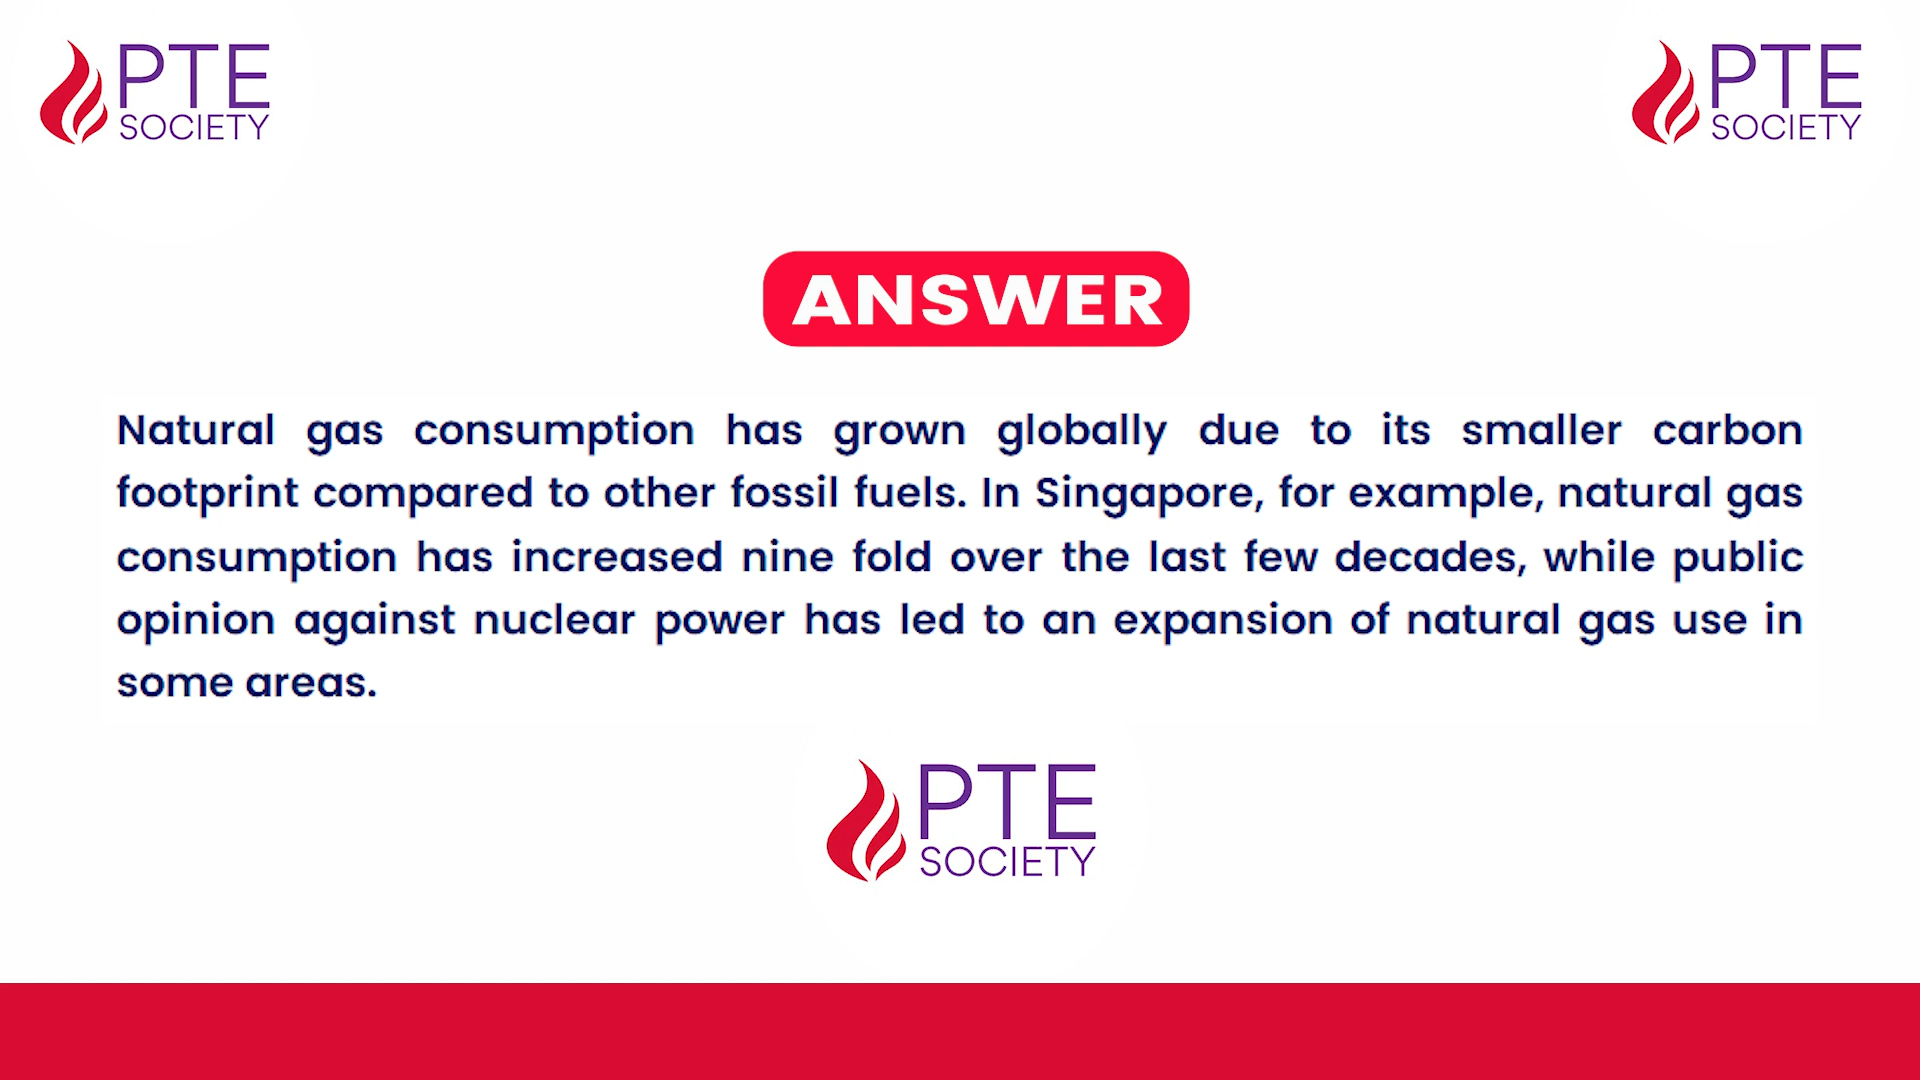 PTE
SOCIETY
PTE
SOCIETY
ANSWER
Natural gas consumption has grown globally due to its smaller carbon
footprint compared to other fossil fuels. In Singapore, for example, natural gas
consumption has increased nine fold over the last few decades, while public
opinion against nuclear power has led to an expansion of natural gas use in
some areas.
PTE
SOCIETY